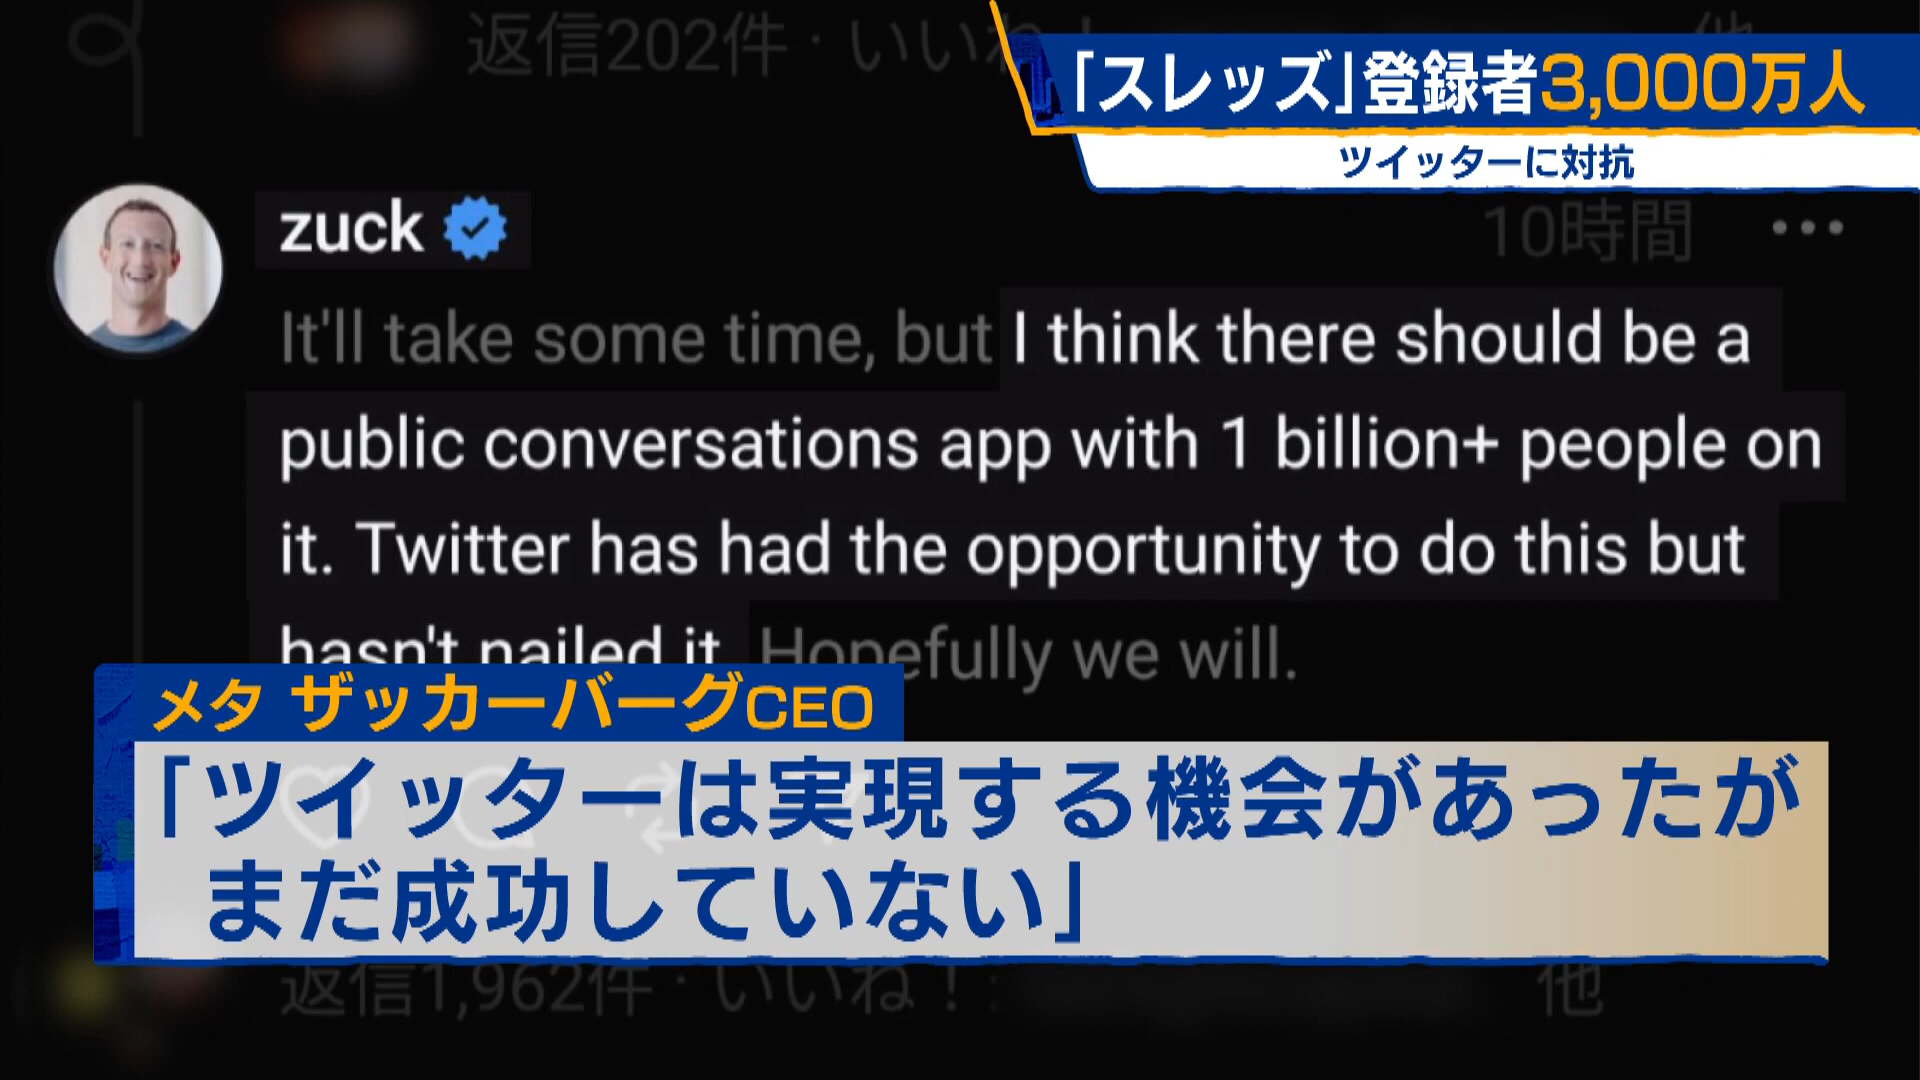 返信202件・いいね！
他
「スレッズ」登録者3,000万人
ツイッターに対抗
zuck
10時間
It'll take some time, but I think there should be a
public conversations app with 1 billion+ people on
it. Twitter has had the opportunity to do this but
hasn't nailed it. Hopefully we will.
メタ ザッカーバーグCEO
「ツイッターは実現する機会があったが
まだ成功していない」
返信1,962件・いいね！:
他